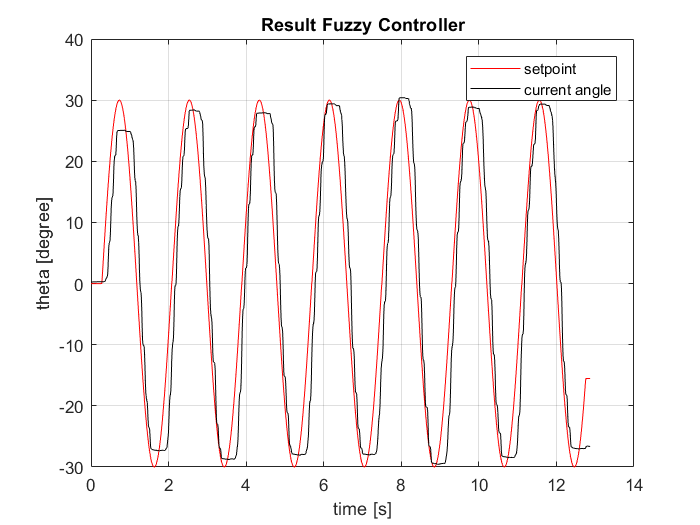 Result Fuzzy Controller
40
30
20
10
0
-10
-20
-30
theta [degree]
setpoint
current angle
0 2 4 6 8 10 12 14
time [s]